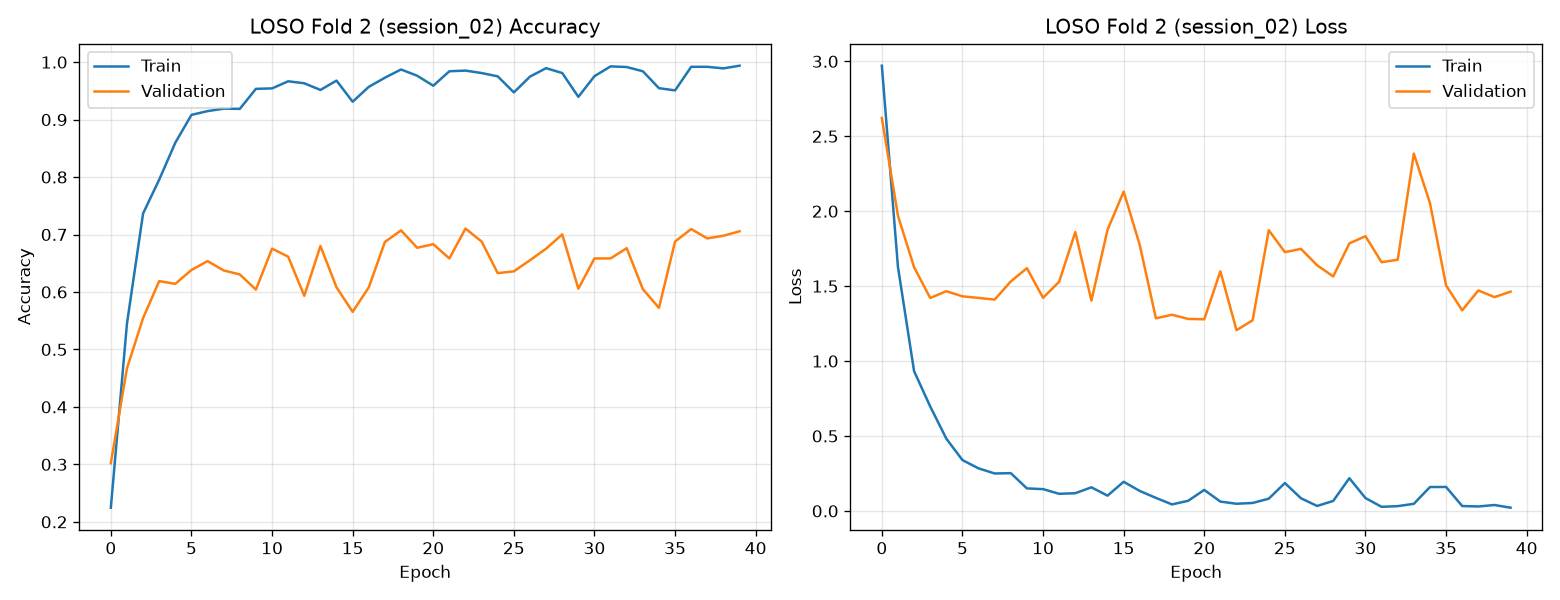 LOSO Fold 2 (session_02) Accuracy
Train
Validation
1.0
0.9
0.8
0.7
0.6
0.5
0.4
0.3
0.2
Accuracy
0 5 10 15 20 25 30 35 40
Epoch
LOSO Fold 2 (session_02) Loss
Train
Validation
3.0
2.5
2.0
1.5
1.0
0.5
0.0
Loss
0 5 10 15 20 25 30 35 40
Epoch